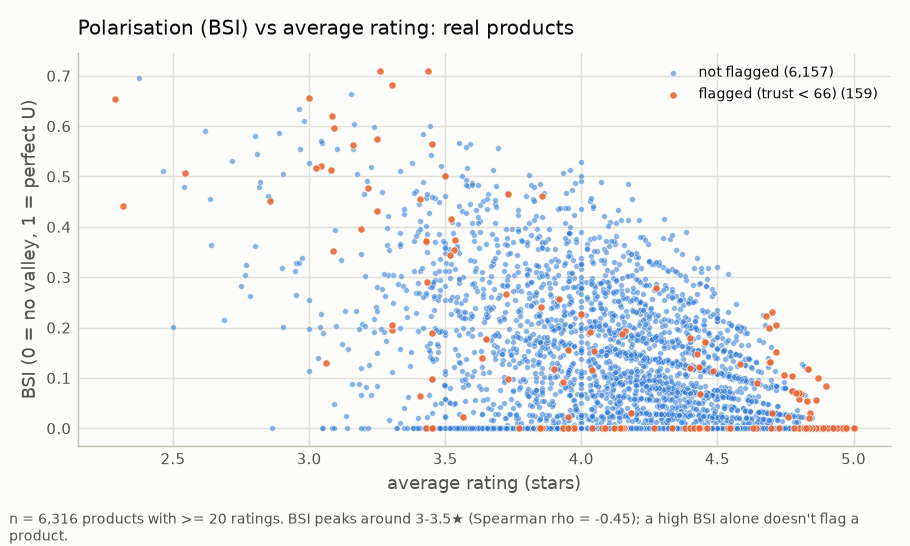 Polarisation (BSI) vs average rating: real products
not flagged (6,157)
flagged (trust < 66) (159)
BSI (0 = no valley, 1 = perfect U)
0.7
0.6
0.5
0.4
0.3
0.2
0.1
0.0
2.5 3.0 3.5 4.0 4.5 5.0
average rating (stars)
n = 6,316 products with >= 20 ratings. BSI peaks around 3-3.5★ (Spearman rho = -0.45); a high BSI alone doesn't flag a
product.